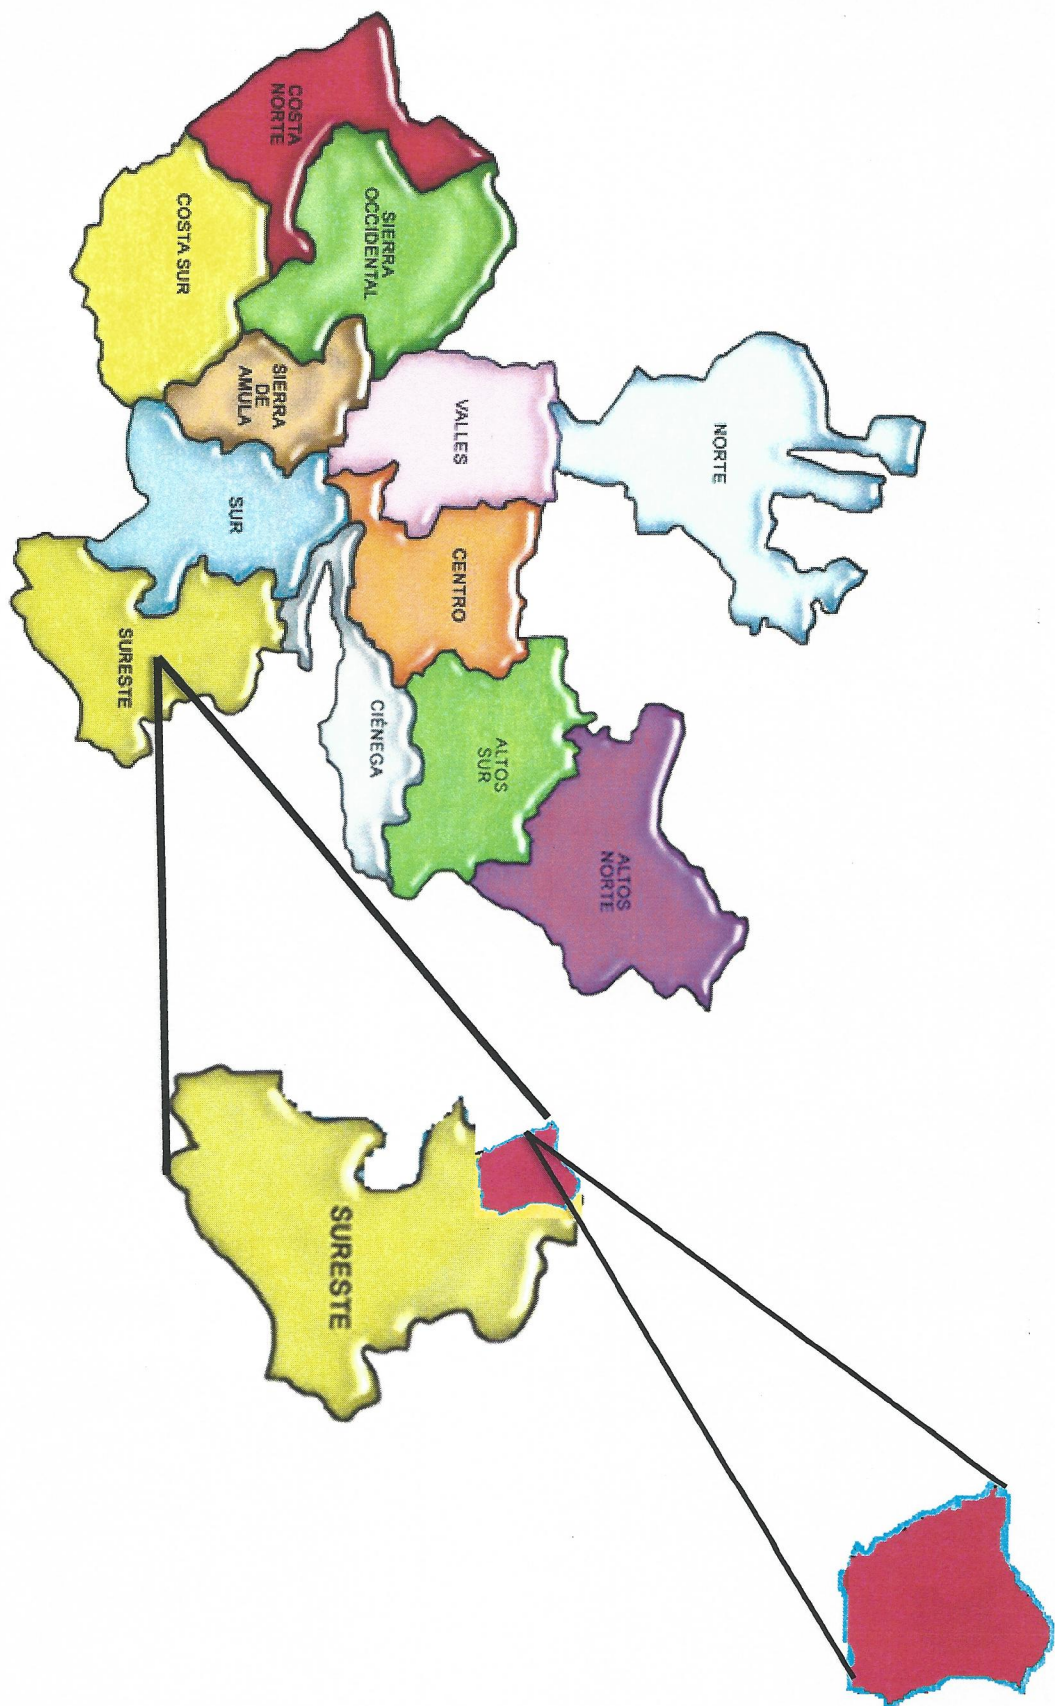 NORTE
COSTA
NORTE
SIERRA
OCCIDENTAL
COSTA SUR
SIERRA
DE
AMULA
VALLES
SUR
CENTRO
SURESTE
CIÉNEGA
ALTOS
SUR
ALTOS
NORTE
SURESTE